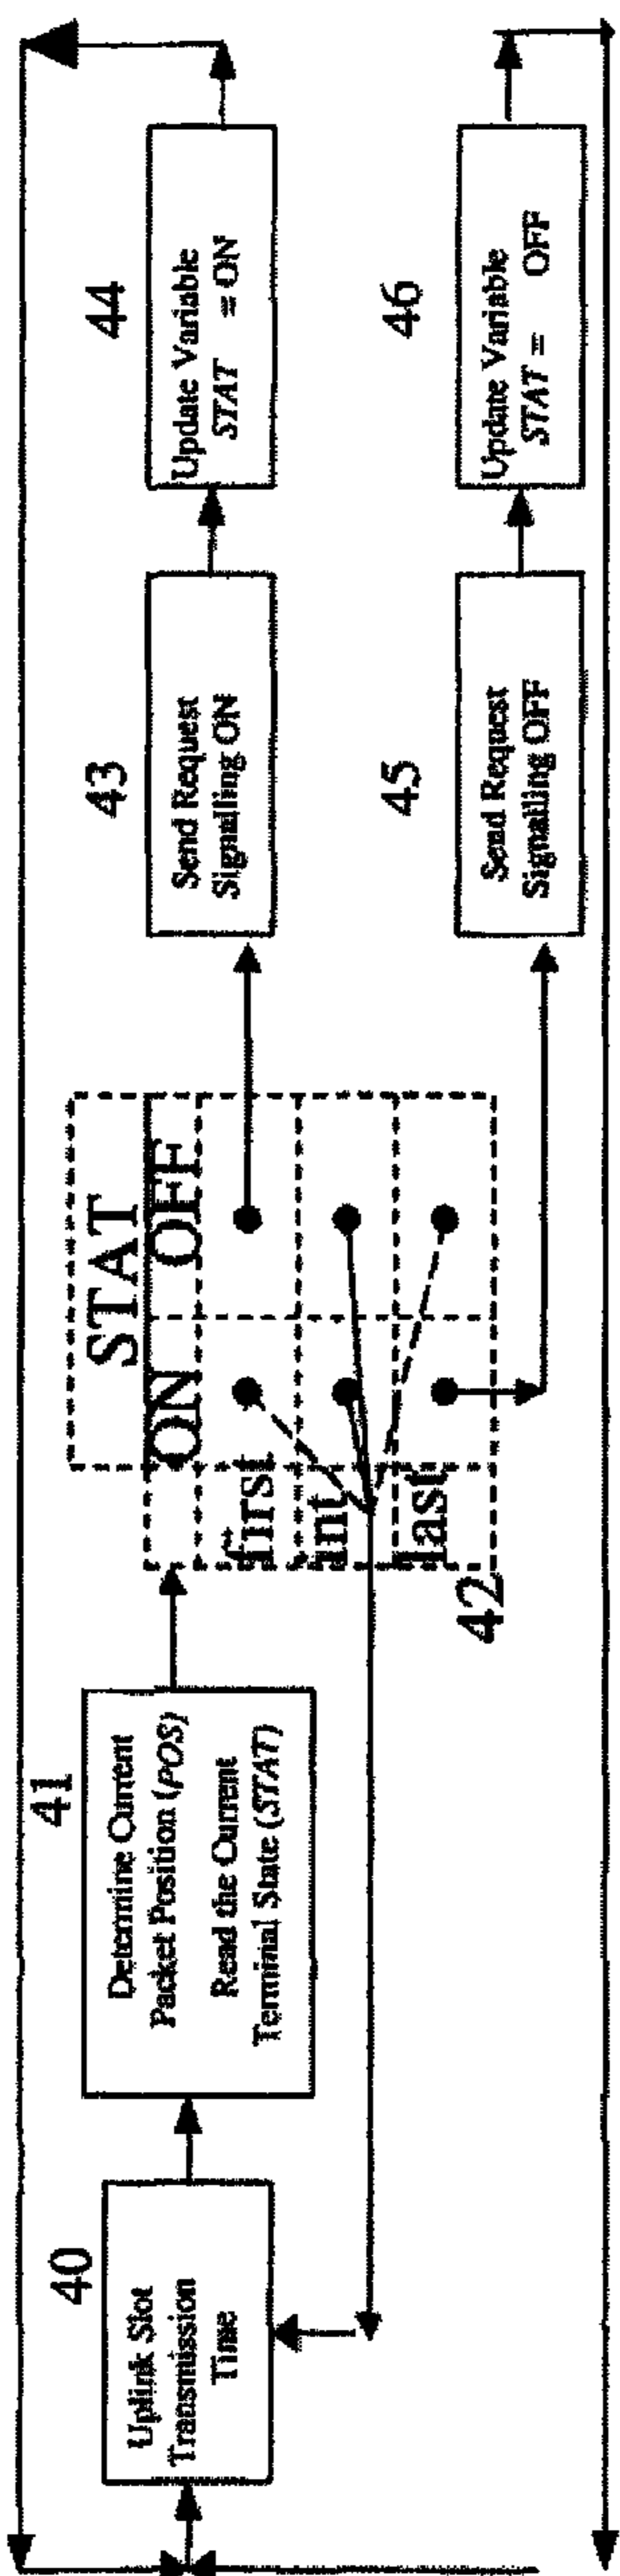 40
Uplink Slot
Transmission
Time
41
Determine Current
Packet Position (POS)
Read the Current
Terminal State (STAT)
42
STAT
ON OFF
first
int
last
43
Send Request
Signalling ON
44
Update Variable
STAT = ON
45
Send Request
Signalling OFF
46
Update Variable
STAT = OFF